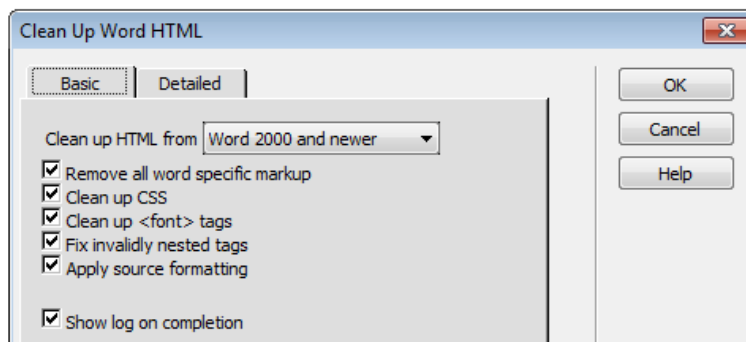 Clean Up Word HTML
Basic Detailed
OK
Clean up HTML from Word 2000 and newer
Cancel
Remove all word specific markup
Help
Clean up CSS
Clean up <font> tags
Fix invalidly nested tags
Apply source formatting
Show log on completion